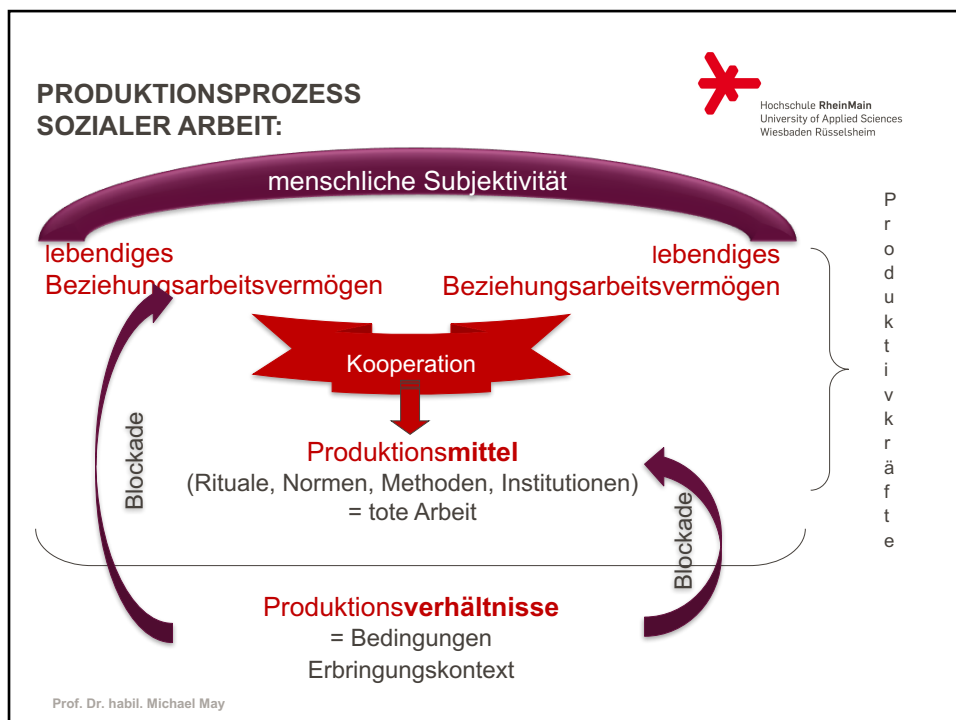 PRODUKTIONSPROZESS
SOZIALER ARBEIT:
Hochschule RheinMain
University of Applied Sciences
Wiesbaden Rüsselsheim
menschliche Subjektivität
lebendiges
Beziehungsarbeitsvermögen
lebendiges
Beziehungsarbeitsvermögen
Kooperation
Produktionsmittel
(Rituale, Normen, Methoden, Institutionen)
= tote Arbeit
Blockade
Blockade
Produktivkräfte
Produktionsverhältnisse
= Bedingungen
Erbringungskontext
Prof. Dr. habil. Michael May